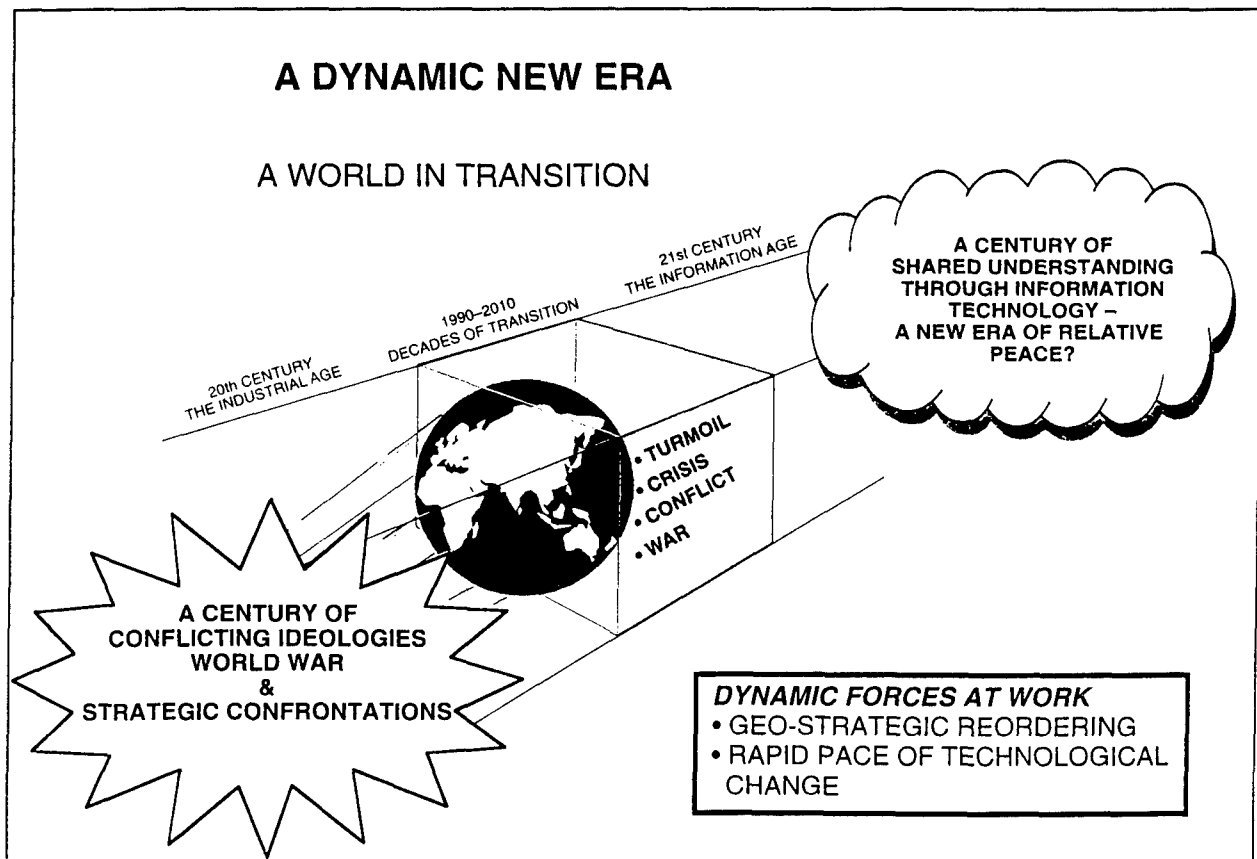 A DYNAMIC NEW ERA
A WORLD IN TRANSITION
20th CENTURY
THE INDUSTRIAL AGE
1990–2010
DECADES OF TRANSITION
21st CENTURY
THE INFORMATION AGE
A CENTURY OF
SHARED UNDERSTANDING
THROUGH INFORMATION
TECHNOLOGY –
A NEW ERA OF RELATIVE
PEACE?
• TURMOIL
• CRISIS
• CONFLICT
• WAR
A CENTURY OF
CONFLICTING IDEOLOGIES
WORLD WAR
&
STRATEGIC CONFRONTATIONS
DYNAMIC FORCES AT WORK
• GEO-STRATEGIC REORDERING
• RAPID PACE OF TECHNOLOGICAL
CHANGE